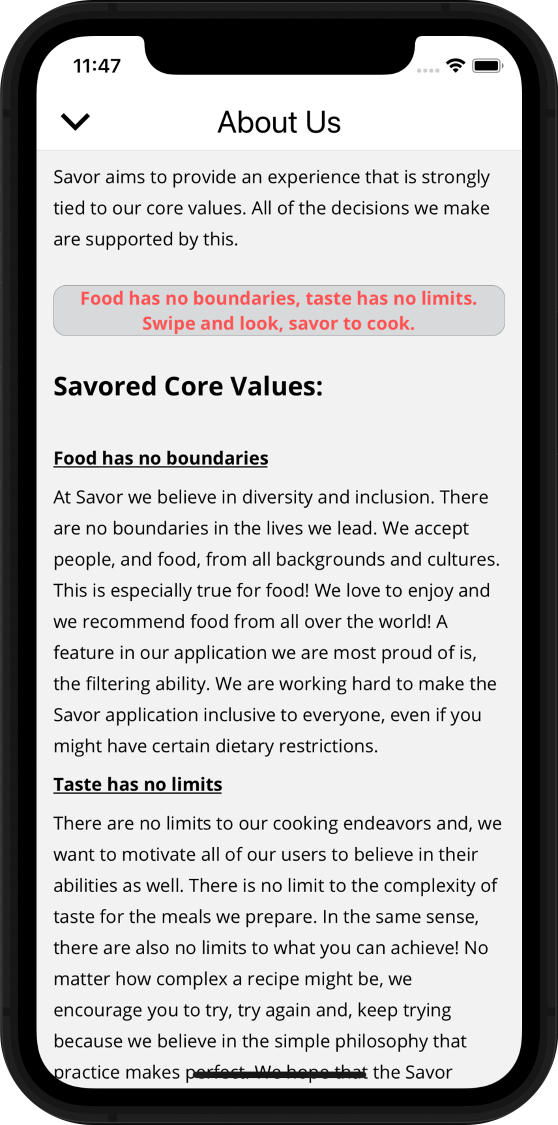 11:47
About Us
Savor aims to provide an experience that is strongly
tied to our core values. All of the decisions we make
are supported by this.
Food has no boundaries, taste has no limits.
Swipe and look, savor to cook.
Savored Core Values:
Food has no boundaries
At Savor we believe in diversity and inclusion. There
are no boundaries in the lives we lead. We accept
people, and food, from all backgrounds and cultures.
This is especially true for food! We love to enjoy and
we recommend food from all over the world! A
feature in our application we are most proud of is,
the filtering ability. We are working hard to make the
Savor application inclusive to everyone, even if you
might have certain dietary restrictions.
Taste has no limits
There are no limits to our cooking endeavors and, we
want to motivate all of our users to believe in their
abilities as well. There is no limit to the complexity of
taste for the meals we prepare. In the same sense,
there are also no limits to what you can achieve! No
matter how complex a recipe might be, we
encourage you to try, try again and, keep trying
because we believe in the simple philosophy that
practice makes perfect. We hope that the Savor